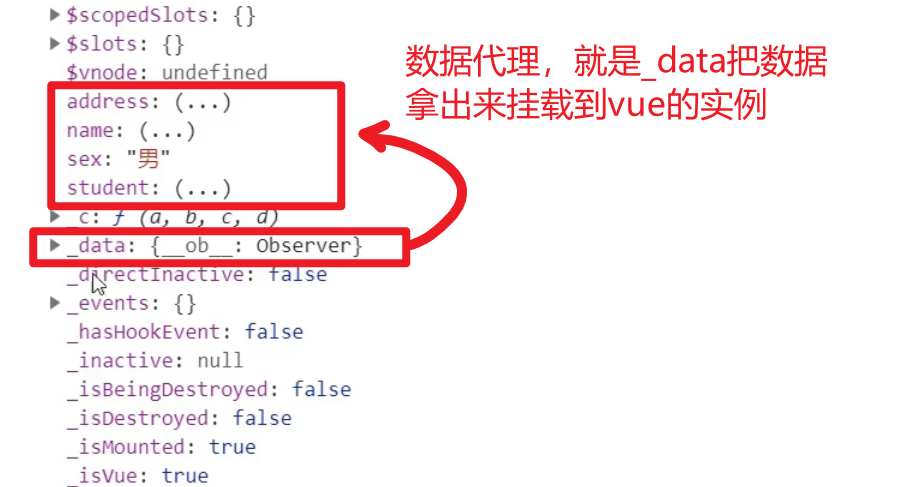 $scopedSlots: {}
$slots: {}
$vnode: undefined
数据代理，就是_data把数据
拿出来挂载到vue的实例
address: (...)
name: (...)
sex: "男"
student: (...)
_c: ƒ (a, b, c, d)
_data: {__ob__: Observer}
_directInactive: false
_events: {}
_hasHookEvent: false
_inactive: null
_isBeingDestroyed: false
_isDestroyed: false
_isMounted: true
_isVue: true